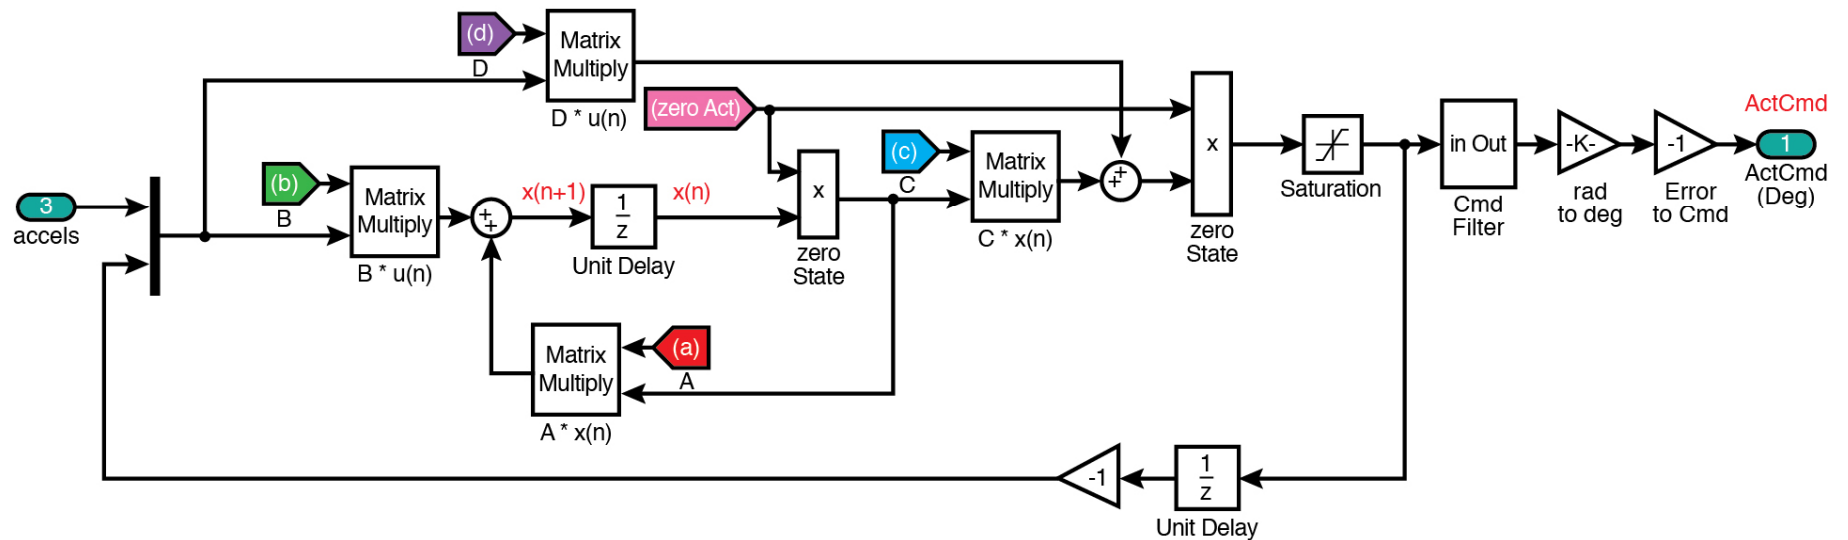 (d)
D
Matrix
Multiply
D * u(n)
(zero Act)
ActCmd
(c)
C
Matrix
Multiply
C * x(n)
+
+
x
zero
State
Saturation
in Out
Cmd
Filter
-K-
rad
to deg
-1
Error
to Cmd
1
ActCmd
(Deg)
3
accels
(b)
B
Matrix
Multiply
B * u(n)
+
+
x(n+1)
1
z
Unit Delay
x(n)
x
zero
State
Matrix
Multiply
A * x(n)
(a)
A
-1
1
z
Unit Delay